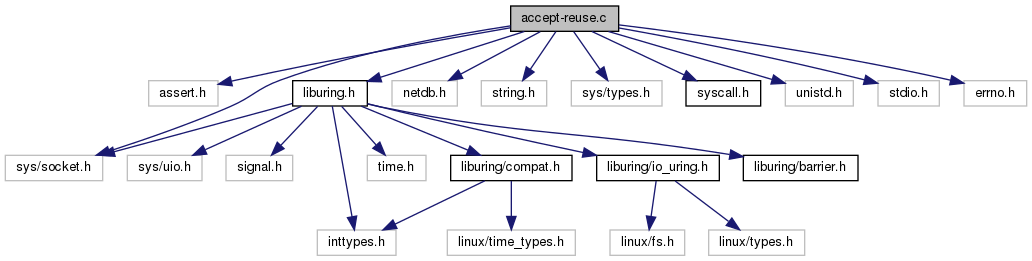 accept-reuse.c
assert.h
liburing.h
netdb.h
string.h
sys/types.h
syscall.h
unistd.h
stdio.h
errno.h
sys/socket.h
sys/uio.h
signal.h
time.h
liburing/compat.h
liburing/io_uring.h
liburing/barrier.h
inttypes.h
linux/time_types.h
linux/fs.h
linux/types.h